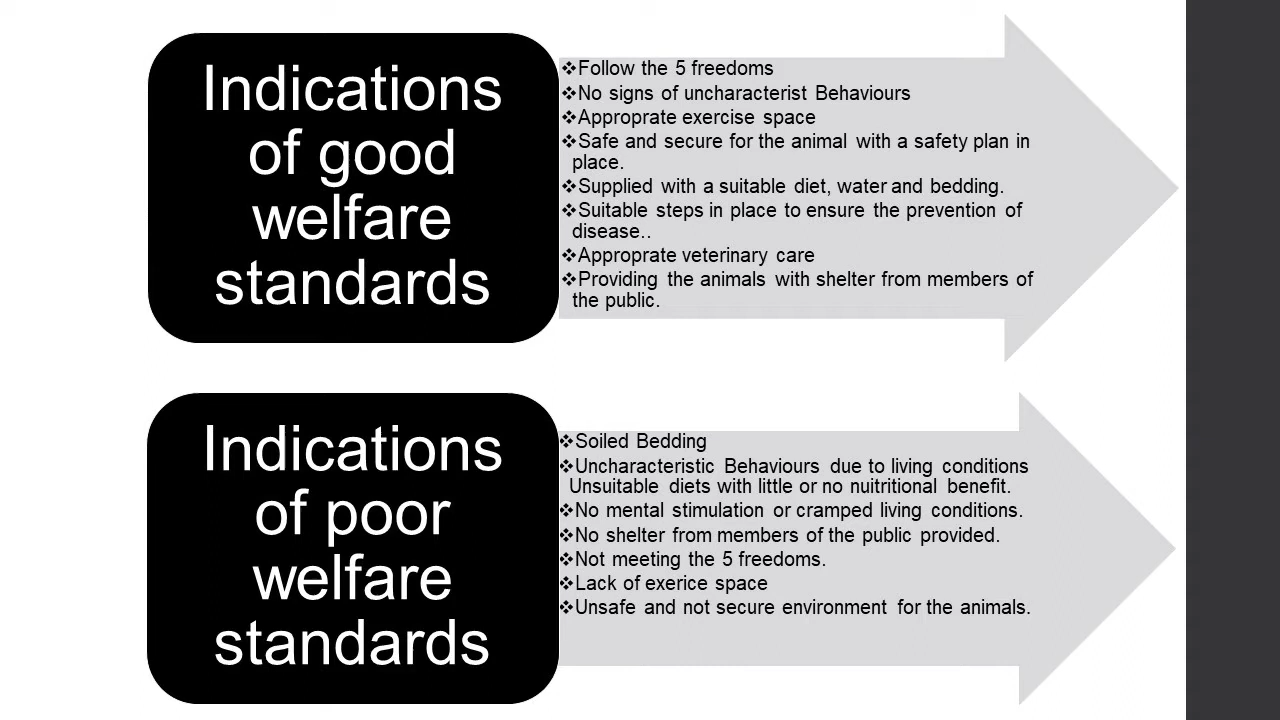 Indications
of good
welfare
standards
❖Follow the 5 freedoms
❖No signs of uncharacterist Behaviours
❖Approprate exercise space
❖Safe and secure for the animal with a safety plan in
place.
❖Supplied with a suitable diet, water and bedding.
❖Suitable steps in place to ensure the prevention of
disease..
❖Approprate veterinary care
❖Providing the animals with shelter from members of
the public.
Indications
of poor
welfare
standards
❖Soiled Bedding
❖Uncharacteristic Behaviours due to living conditions
Unsuitable diets with little or no nuitritional benefit.
❖No mental stimulation or cramped living conditions.
❖No shelter from members of the public provided.
❖Not meeting the 5 freedoms.
❖Lack of exerice space
❖Unsafe and not secure environment for the animals.